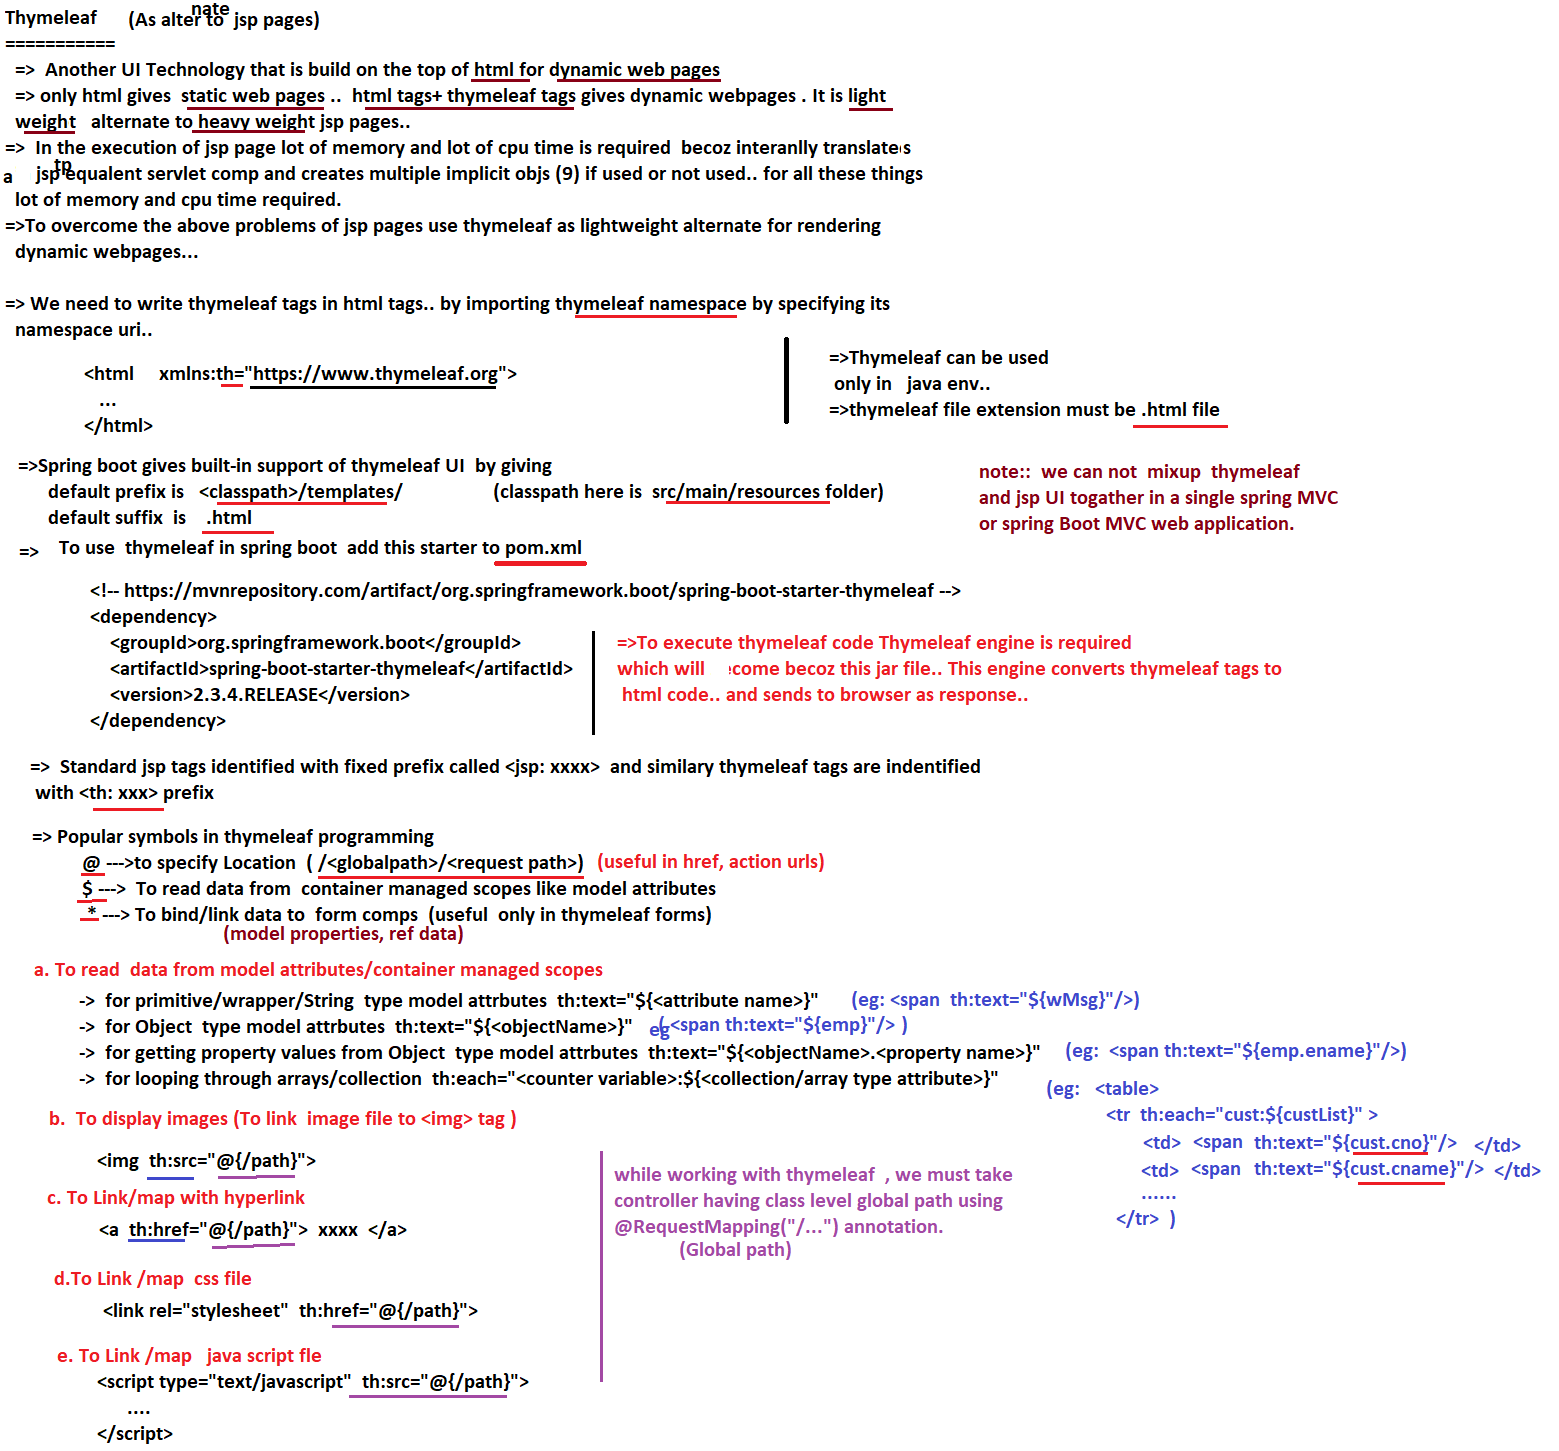 nate
Thymeleaf (As alter to jsp pages)
===========
=> Another UI Technology that is build on the top of html for dynamic web pages
=> only html gives static web pages .. html tags+ thymeleaf tags gives dynamic webpages . It is light
weight alternate to heavy weight jsp pages..
=> In the execution of jsp page lot of memory and lot of cpu time is required becoz interanlly translates
tp
a jsp equalent servlet comp and creates multiple implicit objs (9) if used or not used.. for all these things
lot of memory and cpu time required.
=>To overcome the above problems of jsp pages use thymeleaf as lightweight alternate for rendering
dynamic webpages...
=> We need to write thymeleaf tags in html tags.. by importing thymeleaf namespace by specifying its
namespace uri..
<html xmlns:th="https://www.thymeleaf.org">
...
</html>
=>Thymeleaf can be used
only in java env..
=>thymeleaf file extension must be .html file
=>Spring boot gives built-in support of thymeleaf UI by giving
default prefix is <classpath>/templates/ (classpath here is src/main/resources folder)
default suffix is .html
note:: we can not mixup thymeleaf
and jsp UI togather in a single spring MVC
or spring Boot MVC web application.
=> To use thymeleaf in spring boot add this starter to pom.xml
<!-- https://mvnrepository.com/artifact/org.springframework.boot/spring-boot-starter-thymeleaf -->
<dependency>
<groupId>org.springframework.boot</groupId>
<artifactId>spring-boot-starter-thymeleaf</artifactId>
<version>2.3.4.RELEASE</version>
</dependency>
=>To execute thymeleaf code Thymeleaf engine is required
which will come becoz this jar file.. This engine converts thymeleaf tags to
html code.. and sends to browser as response..
=> Standard jsp tags identified with fixed prefix called <jsp: xxxx> and similary thymeleaf tags are indentified
with <th: xxx> prefix
=> Popular symbols in thymeleaf programming
@ --->to specify Location ( /<globalpath>/<request path>) (useful in href, action urls)
$ ---> To read data from container managed scopes like model attributes
* ---> To bind/link data to form comps (useful only in thymeleaf forms)
(model properties, ref data)
a. To read data from model attributes/container managed scopes
-> for primitive/wrapper/String type model attrbutes th:text="${<attribute name>}" (eg: <span th:text="${wMsg}"/>)
-> for Object type model attrbutes th:text="${<objectName>}" eg ( <span th:text="${emp}"/> )
-> for getting property values from Object type model attrbutes th:text="${<objectName>.<property name>}" (eg: <span th:text="${emp.ename}"/>)
-> for looping through arrays/collection th:each="<counter variable>:${<collection/array type attribute>}"
(eg: <table>
<tr th:each="cust:${custList}" >
<td> <span th:text="${cust.cno}"/> </td>
<td> <span th:text="${cust.cname}"/> </td>
......
</tr> )
b. To display images (To link image file to <img> tag )
<img th:src="@{/path}">
c. To Link/map with hyperlink
<a th:href="@{/path}"> xxxx </a>
while working with thymeleaf , we must take
controller having class level global path using
@RequestMapping("/...") annotation.
(Global path)
d.To Link /map css file
<link rel="stylesheet" th:href="@{/path}">
e. To Link /map java script fle
<script type="text/javascript" th:src="@{/path}">
....
</script>